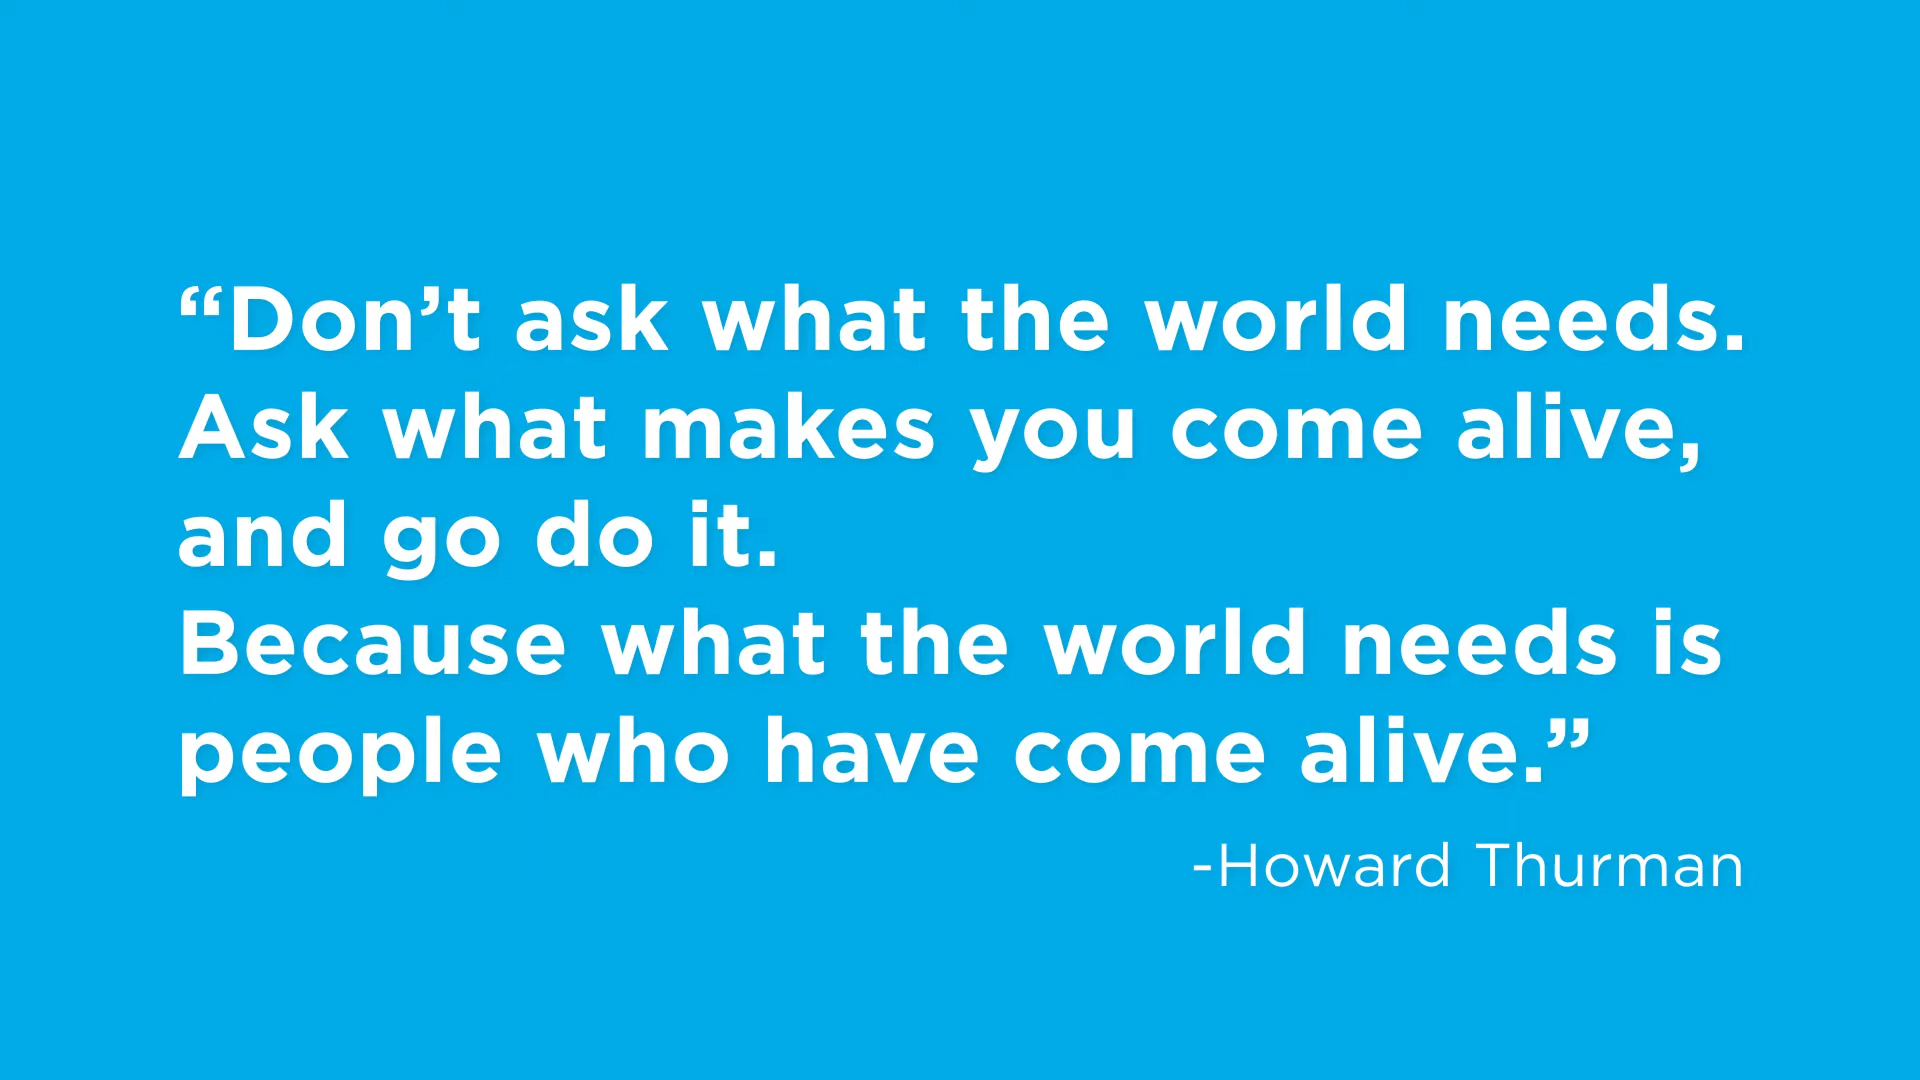 “Don’t ask what the world needs.
Ask what makes you come alive,
and go do it.
Because what the world needs is
people who have come alive.”
-Howard Thurman